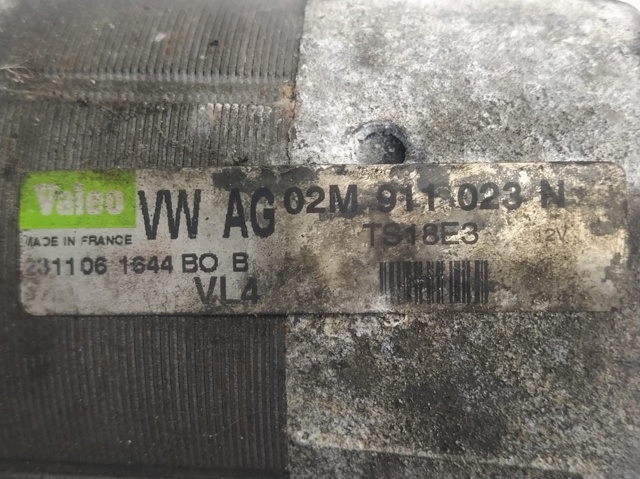 Valeo
MADE IN FRANCE
VW AG
02M 911 023 N
TS18E3 12V
231106 1644 BO B
VL4